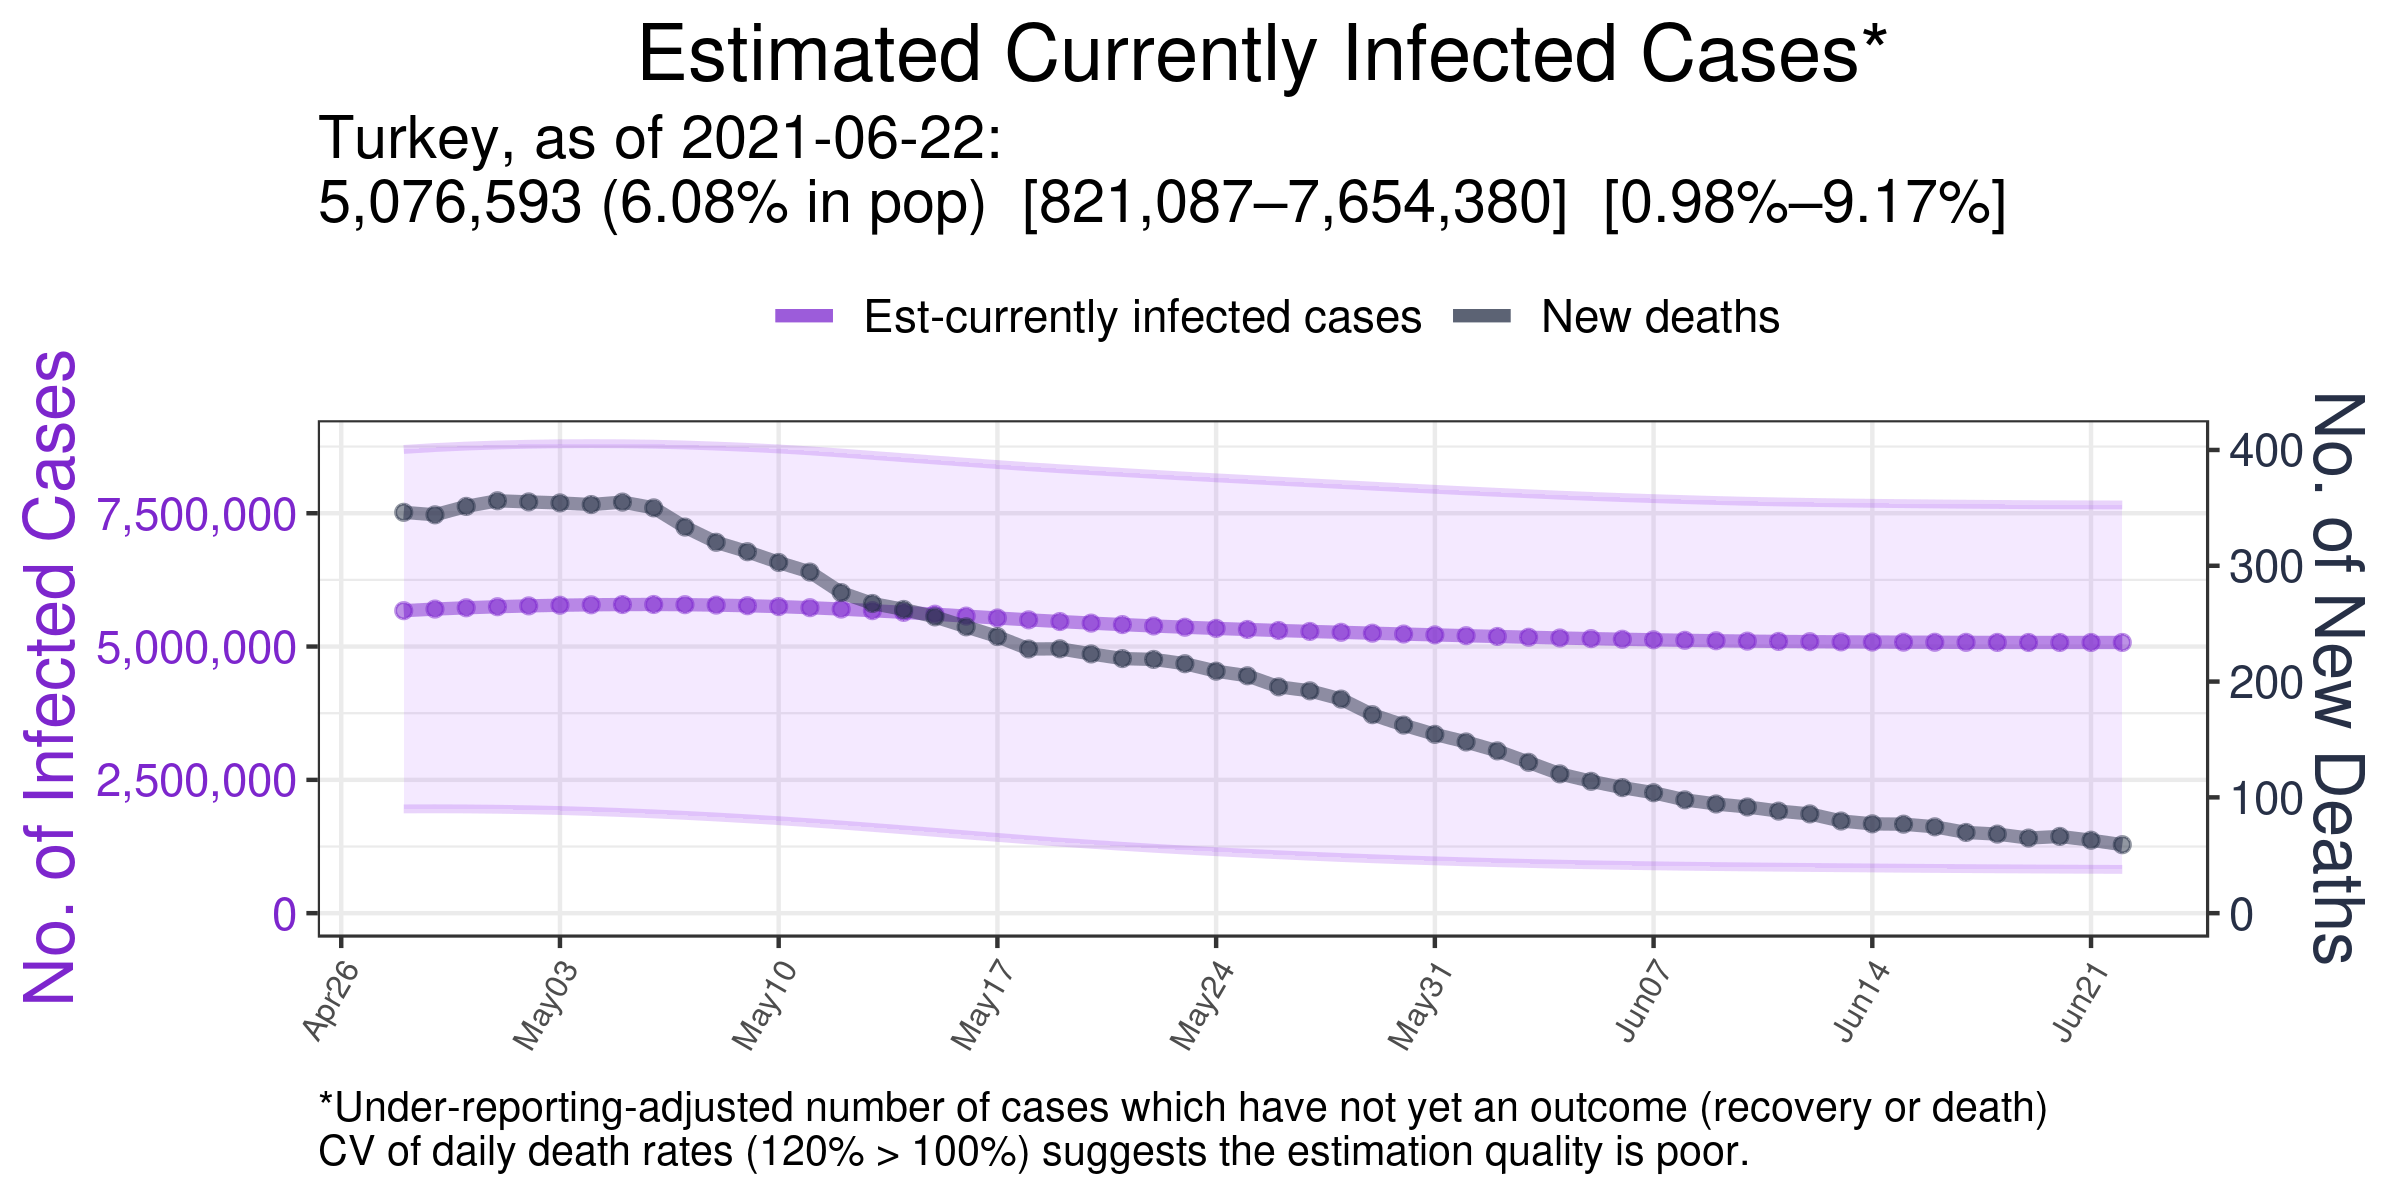 Estimated Currently Infected Cases*
Turkey, as of 2021-06-22:
5,076,593 (6.08% in pop)  [821,087–7,654,380]  [0.98%–9.17%]
Est-currently infected cases
New deaths
No. of Infected Cases
7,500,000
5,000,000
2,500,000
0
400
300
200
100
0
No. of New Deaths
Apr26
May03
May10
May17
May24
May31
Jun07
Jun14
Jun21
*Under-reporting-adjusted number of cases which have not yet an outcome (recovery or death)
CV of daily death rates (120% > 100%) suggests the estimation quality is poor.